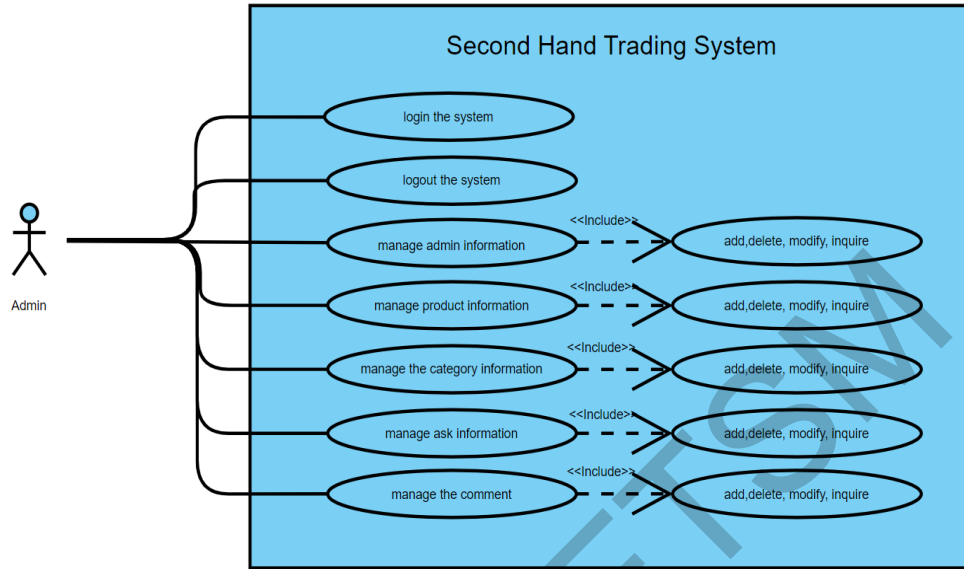 Second Hand Trading System
login the system
logout the system
<<Include>>
manage admin information
add,delete, modify, inquire
Admin
<<Include>>
manage product information
add,delete, modify, inquire
<<Include>>
manage the category information
add,delete, modify, inquire
<<Include>>
manage ask information
add,delete, modify, inquire
<<Include>>
manage the comment
add,delete, modify, inquire
FTSM